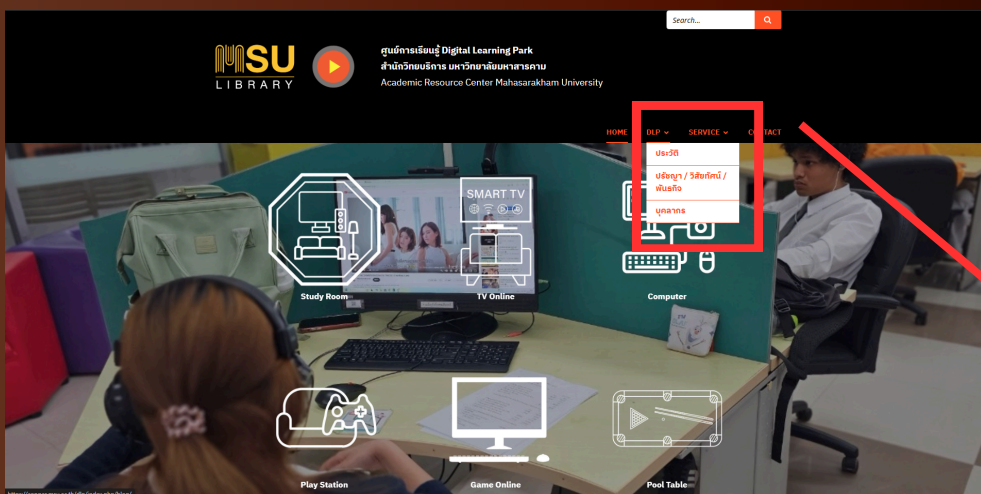 Search...
MSU
LIBRARY
ศูนย์การเรียนรู้ Digital Learning Park
สำนักวิทยบริการ มหาวิทยาลัยมหาสารคาม
Academic Resource Center Mahasarakham University
HOME DLP SERVICE CONTACT
ประวัติ
ปรัชญา / วิสัยทัศน์ /
พันธกิจ
บุคลากร
SMART TV
Study Room TV Online Computer
Play Station Game Online Pool Table